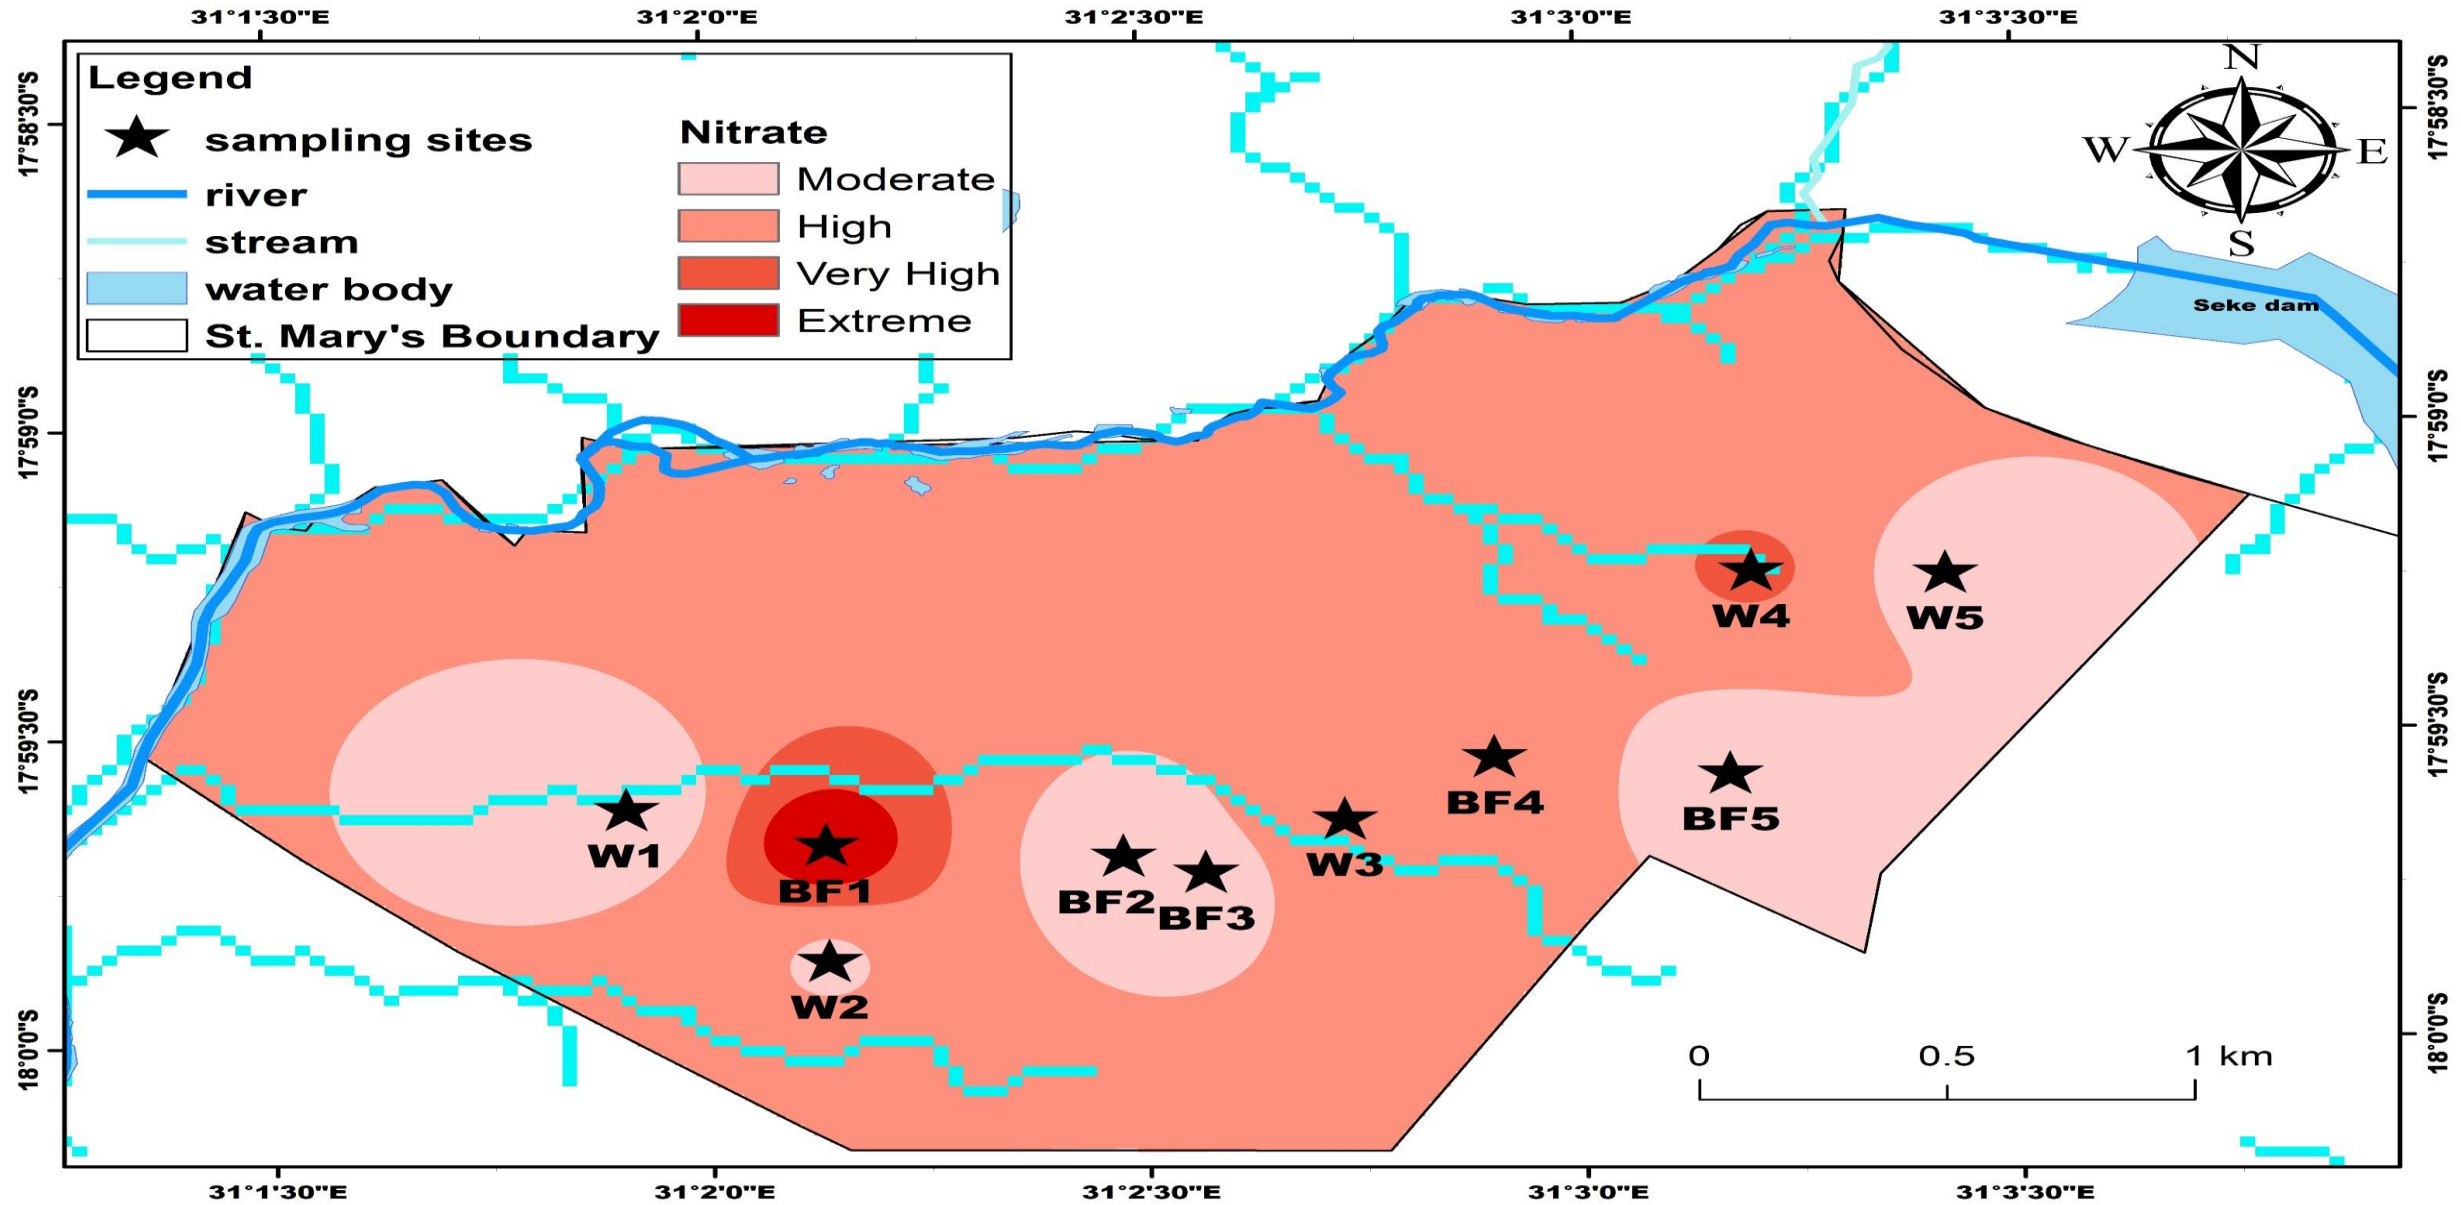 31°1'30"E 31°2'0"E 31°2'30"E 31°3'0"E 31°3'30"E
17°58'30"S
17°59'0"S
17°59'30"S
18°0'0"S
Legend
sampling sites
river
stream
water body
St. Mary's Boundary
Nitrate
Moderate
High
Very High
Extreme
N
W E
S
Seke dam
W4
W5
BF4
BF5
W1
W3
BF1
BF2
BF3
W2
0 0.5 1 km
17°58'30"S
17°59'0"S
17°59'30"S
18°0'0"S
31°1'30"E 31°2'0"E 31°2'30"E 31°3'0"E 31°3'30"E